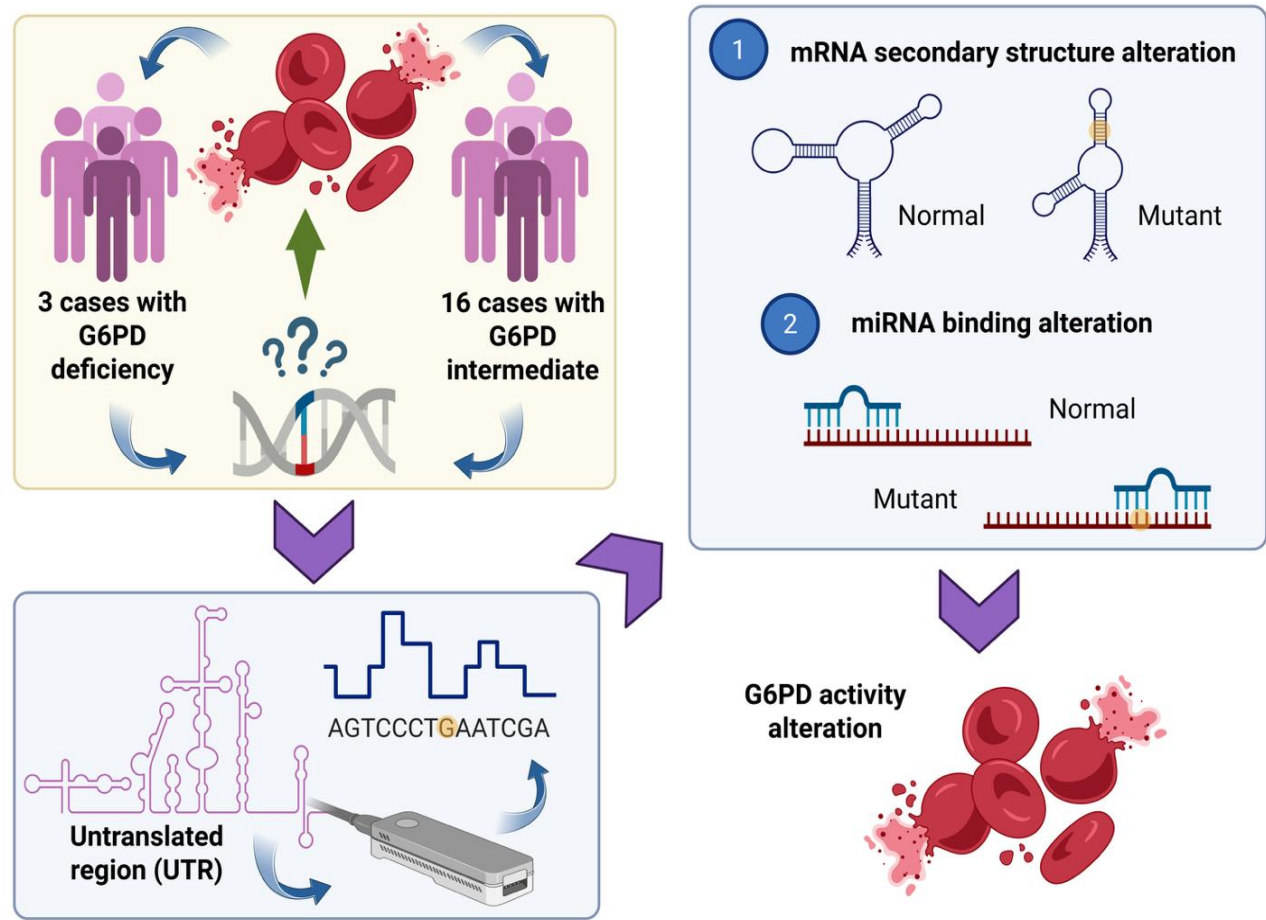 3 cases with
G6PD
deficiency
16 cases with
G6PD
intermediate
???
AGTCCCTGAATCGA
Untranslated
region (UTR)
1
mRNA secondary structure alteration
Normal
Mutant
2
miRNA binding alteration
Normal
Mutant
G6PD activity
alteration